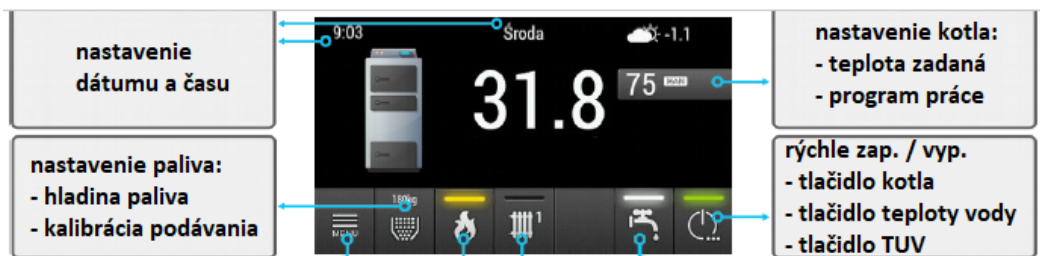 nastavenie
dátumu a času
9:03
Środa
-1.1
nastavenie kotla:
- teplota zadaná
- program práce
31.8
75 MAN
nastavenie paliva:
- hladina paliva
- kalibrácia podávania
rýchle zap. / vyp.
- tlačidlo kotla
- tlačidlo teploty vody
- tlačidlo TUV
180kg
MENU
1